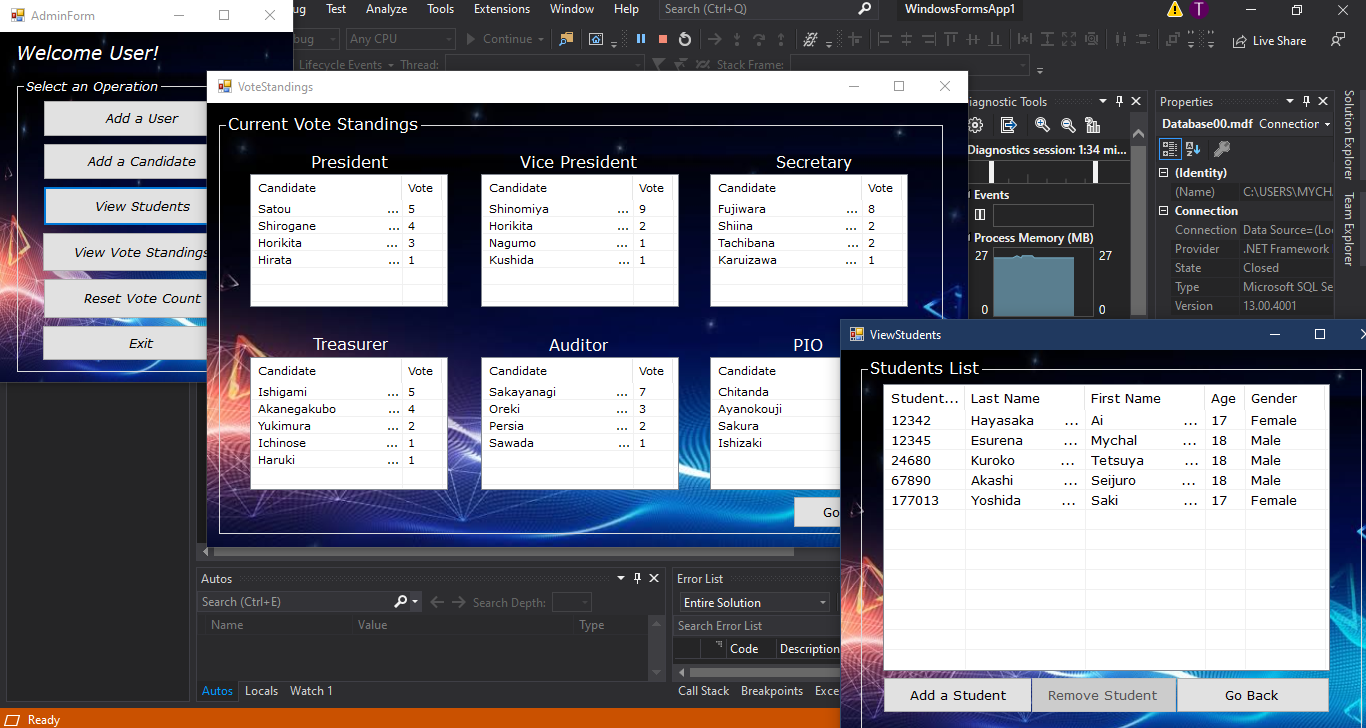 AdminForm
Welcome User!
Select an Operation
Add a User
Add a Candidate
View Students
View Vote Standings
Reset Vote Count
Exit
ug Test Analyze Tools Extensions Window Help Search (Ctrl+Q) WindowsFormsApp1
bug Any CPU Continue Live Share
Lifecycle Events Thread: Stack Frame:
VoteStandings
Current Vote Standings
President
Candidate Vote
Satou ... 5
Shirogane ... 4
Horikita ... 3
Hirata ... 1
Vice President
Candidate Vote
Shinomiya ... 9
Horikita ... 2
Nagumo ... 1
Kushida ... 1
Secretary
Candidate Vote
Fujiwara ... 8
Shiina ... 2
Tachibana ... 2
Karuizawa ... 1
Treasurer
Candidate Vote
Ishigami ... 5
Akanegakubo ... 4
Yukimura ... 2
Ichinose ... 1
Haruki ... 1
Auditor
Candidate Vote
Sakayanagi ... 7
Oreki ... 3
Persia ... 2
Sawada ... 1
PIO
Candidate
Chitanda
Ayanokouji
Sakura
Ishizaki
Go
iagnostic Tools
Diagnostics session: 1:34 mi...
Events
Process Memory (MB)
27 27
0 0
Properties
Database00.mdf Connection
(Identity)
(Name) C:\USERS\MYCHA
Connection
Connection Data Source=(Lo
Provider .NET Framework
State Closed
Type Microsoft SQL Se
Version 13.00.4001
Solution Explorer
Team Explorer
ViewStudents
Students List
Student... Last Name First Name Age Gender
12342 Hayasaka ... Ai ... 17 Female
12345 Esurena ... Mychal ... 18 Male
24680 Kuroko ... Tetsuya ... 18 Male
67890 Akashi ... Seijuro ... 18 Male
177013 Yoshida ... Saki ... 17 Female
Add a Student Remove Student Go Back
Autos
Search (Ctrl+E) Search Depth:
Name Value Type
Autos Locals Watch 1
Error List
Entire Solution
Search Error List
Code Description
Call Stack Breakpoints Exce
Ready